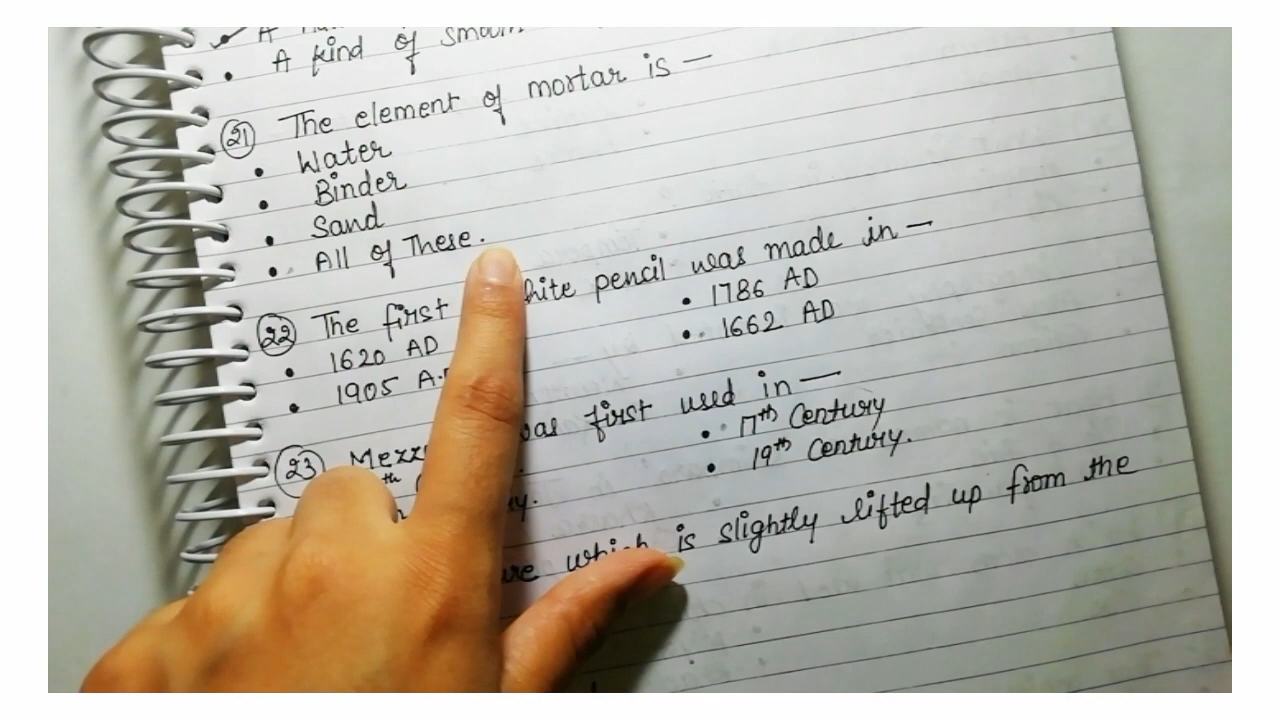 A kind of
(21) The element of mortar is —
• Water
• Binder
• Sand
• All of These.
(22) The first pencil was made in —
• 1620 AD • 1786 AD
• 1905 A. • 1662 AD
(23) was first used in —
• 17th Century
• 19th Century.
which is slightly lifted up from the